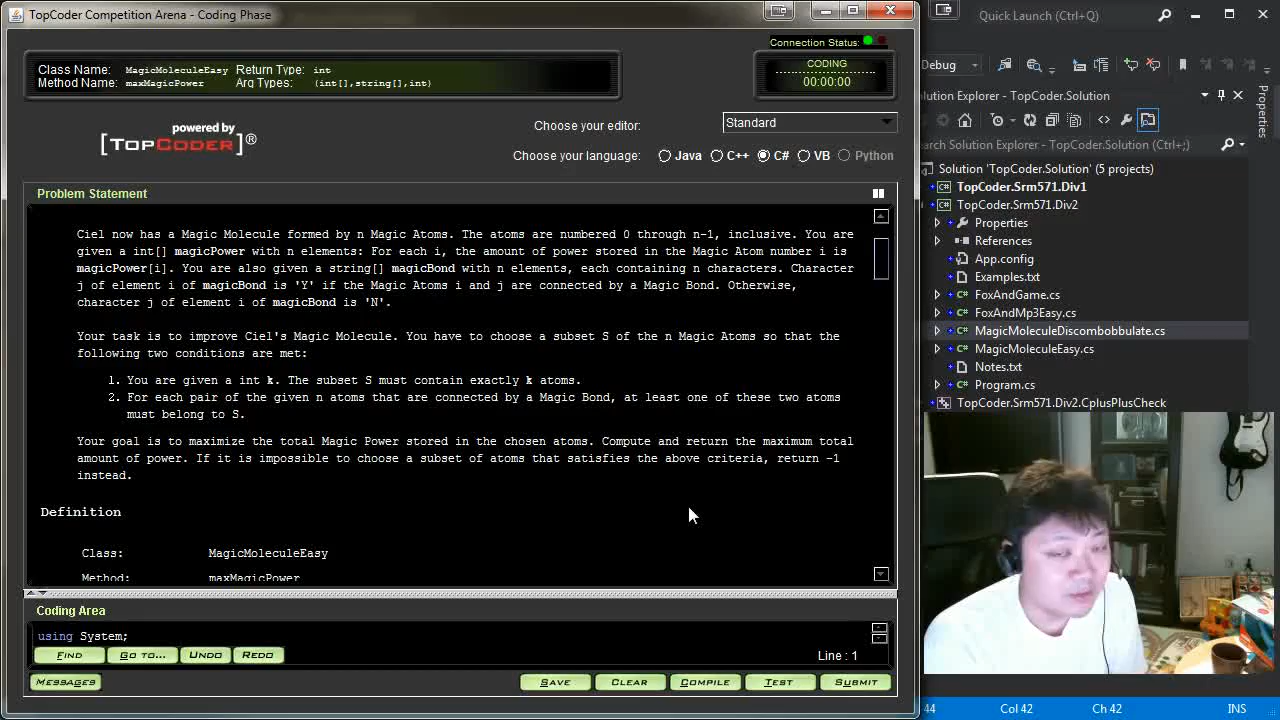 TopCoder Competition Arena - Coding Phase
Quick Launch (Ctrl+Q)
Connection Status:
Class Name: MagicMoleculeEasy Return Type: int
Method Name: maxMagicPower Arg Types: (int[],string[],int)
CODING
00:00:00
powered by
[TOPCODER]®
Choose your editor: Standard
Choose your language: Java C++ C# VB Python
Problem Statement
Ciel now has a Magic Molecule formed by n Magic Atoms. The atoms are numbered 0 through n-1, inclusive. You are
given a int[] magicPower with n elements: For each i, the amount of power stored in the Magic Atom number i is
magicPower[i]. You are also given a string[] magicBond with n elements, each containing n characters. Character
j of element i of magicBond is 'Y' if the Magic Atoms i and j are connected by a Magic Bond. Otherwise,
character j of element i of magicBond is 'N'.
Your task is to improve Ciel's Magic Molecule. You have to choose a subset S of the n Magic Atoms so that the
following two conditions are met:
1. You are given a int k. The subset S must contain exactly k atoms.
2. For each pair of the given n atoms that are connected by a Magic Bond, at least one of these two atoms
must belong to S.
Your goal is to maximize the total Magic Power stored in the chosen atoms. Compute and return the maximum total
amount of power. If it is impossible to choose a subset of atoms that satisfies the above criteria, return -1
instead.
Definition
Class: MagicMoleculeEasy
Method: maxMagicPower
Coding Area
using System;
FIND GO TO... UNDO REDO
Line : 1
MESSAGES SAVE CLEAR COMPILE TEST SUBMIT
Debug
olution Explorer - TopCoder.Solution
Properties
earch Solution Explorer - TopCoder.Solution (Ctrl+;)
Solution 'TopCoder.Solution' (5 projects)
TopCoder.Srm571.Div1
TopCoder.Srm571.Div2
Properties
References
App.config
Examples.txt
FoxAndGame.cs
FoxAndMp3Easy.cs
MagicMoleculeDiscombobbulate.cs
MagicMoleculeEasy.cs
Notes.txt
Program.cs
TopCoder.Srm571.Div2.CplusPlusCheck
44 Col 42 Ch 42 INS